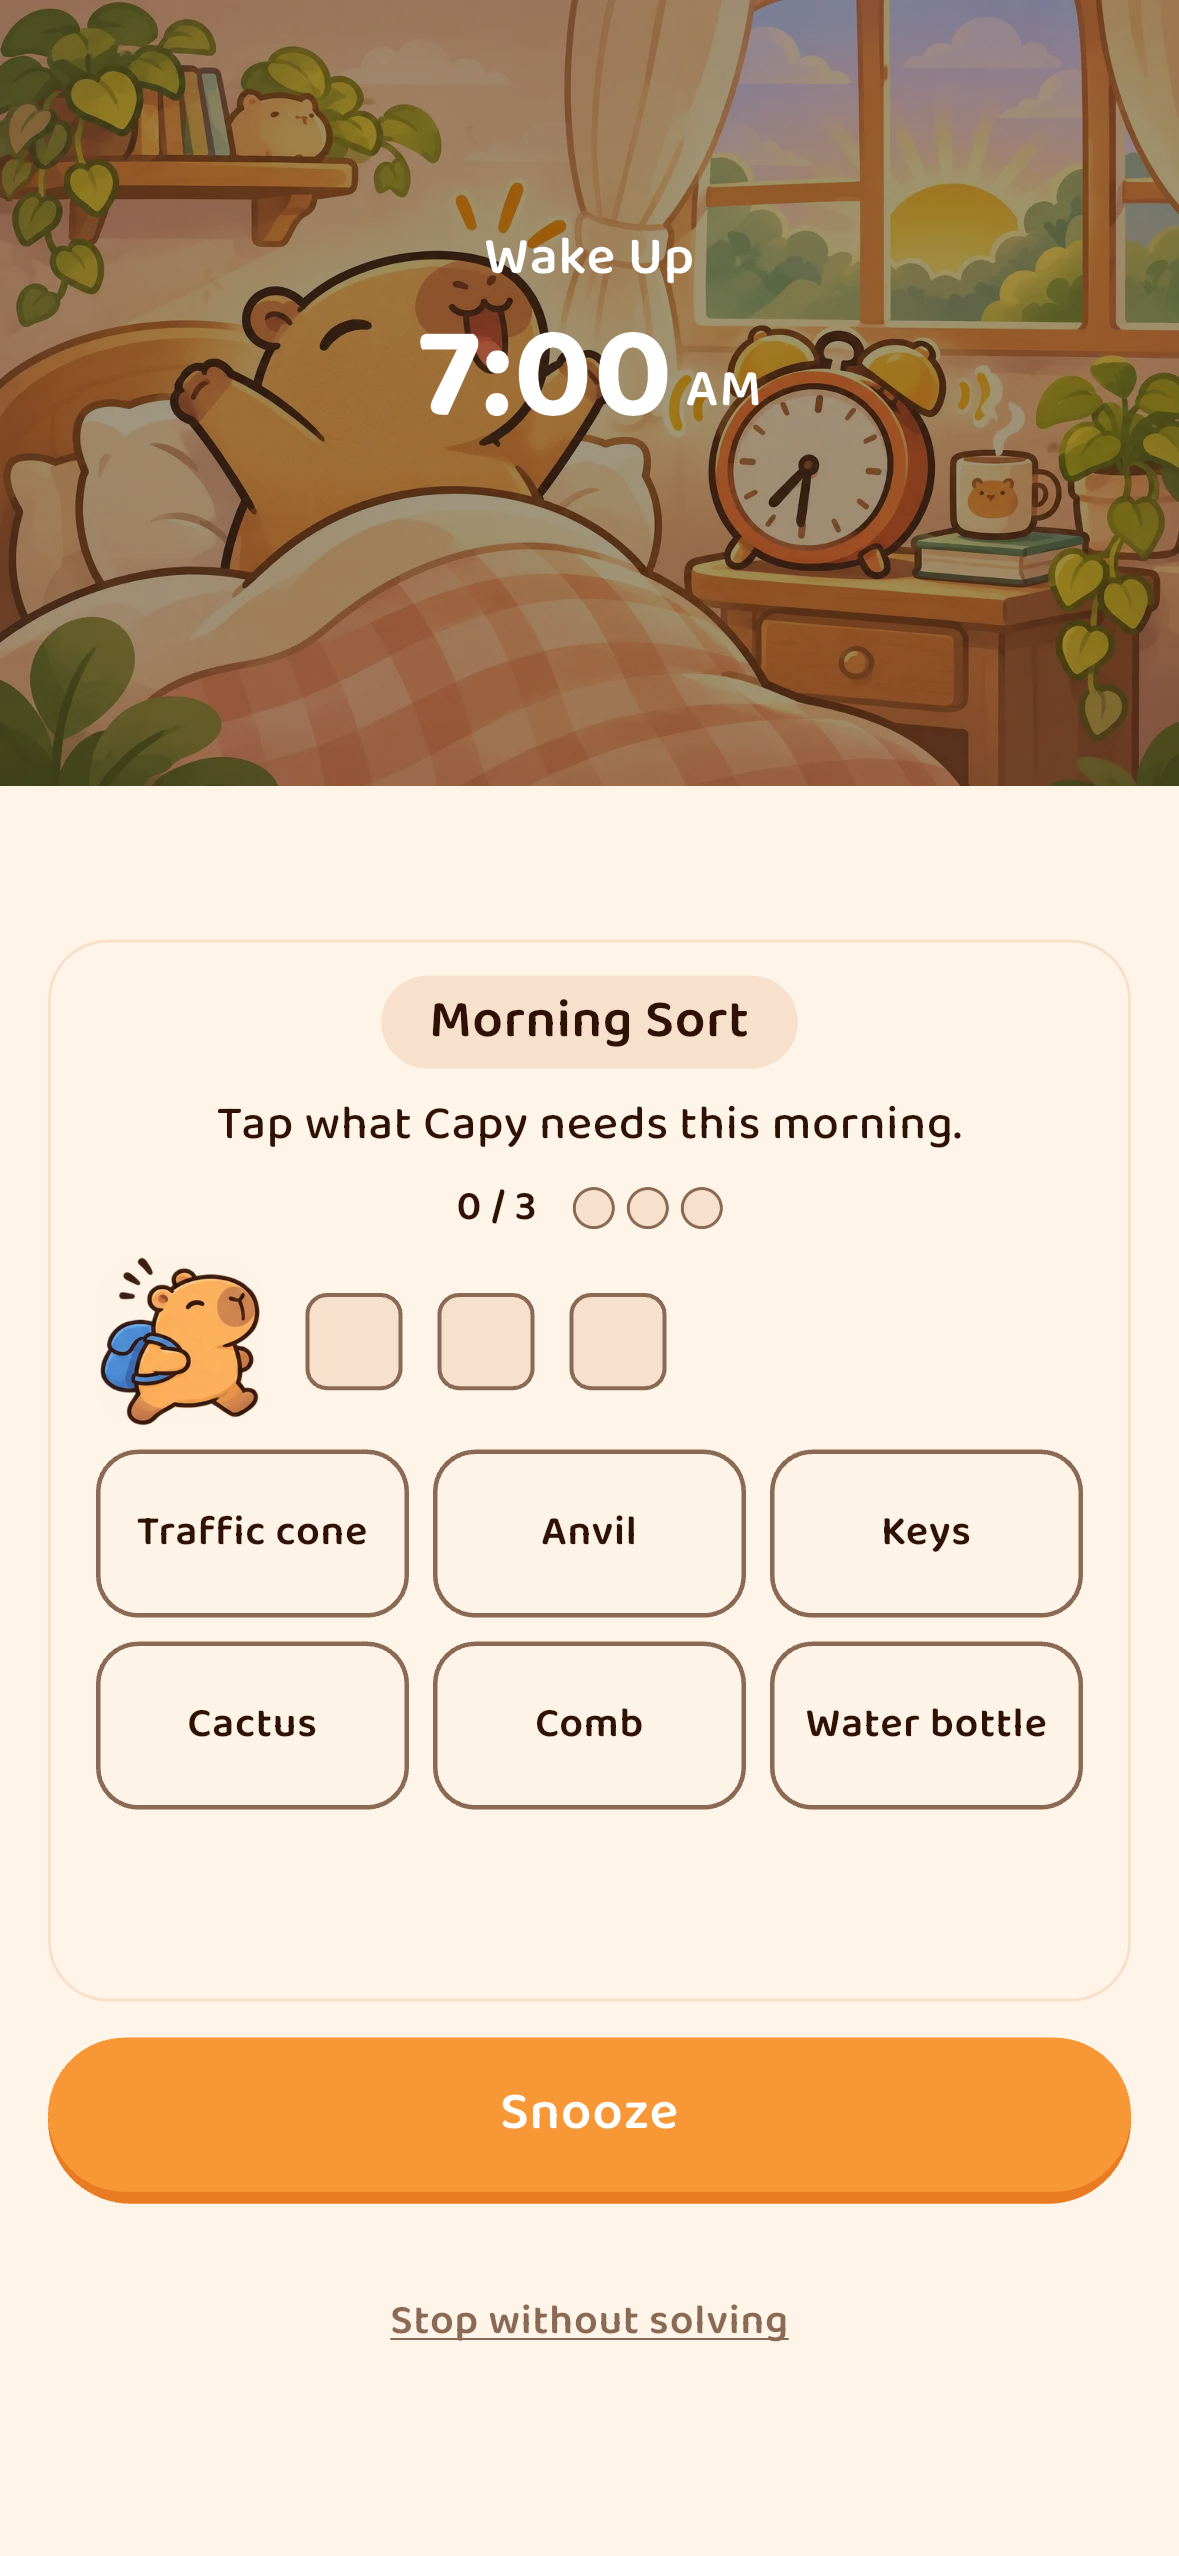 Wake Up
7:00 AM
Morning Sort
Tap what Capy needs this morning.
0 / 3
Traffic cone
Anvil
Keys
Cactus
Comb
Water bottle
Snooze
Stop without solving